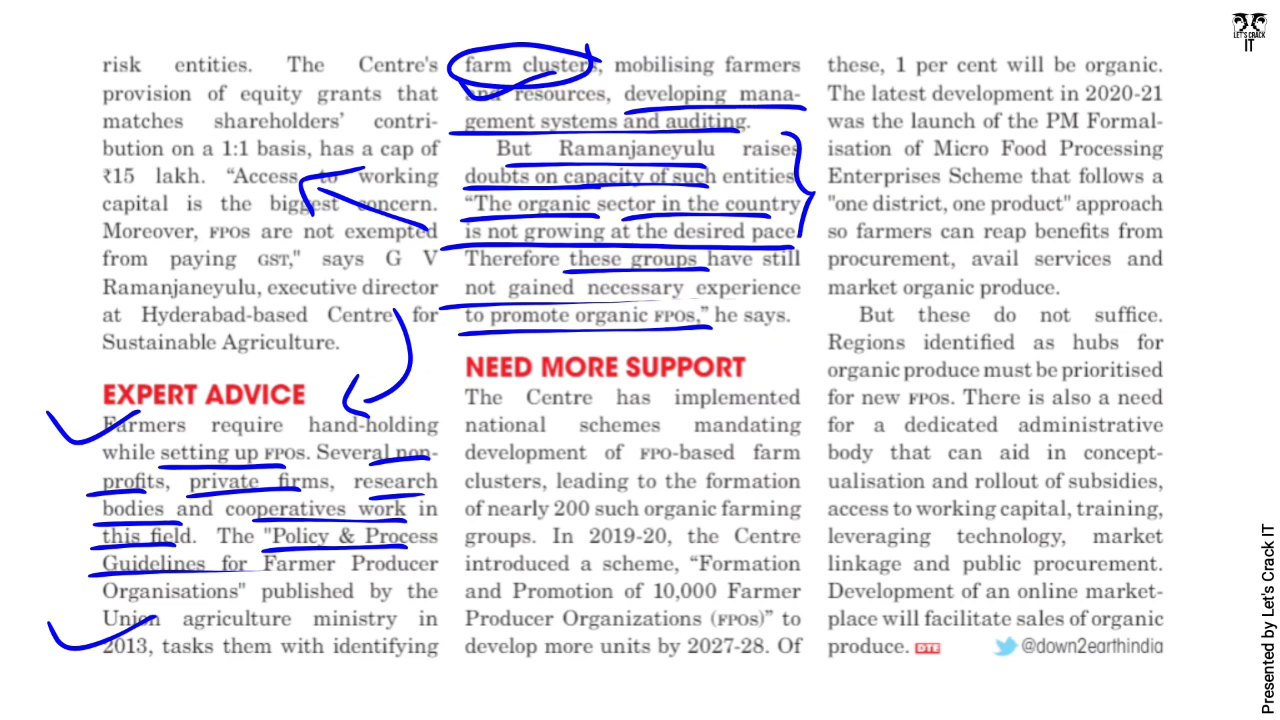 risk entities. The Centre's
provision of equity grants that
matches shareholders' contri-
bution on a 1:1 basis, has a cap of
₹15 lakh. "Access to working
capital is the biggest concern.
Moreover, FPOs are not exempted
from paying GST," says G V
Ramanjaneyulu, executive director
at Hyderabad-based Centre for
Sustainable Agriculture.
EXPERT ADVICE
Farmers require hand-holding
while setting up FPOs. Several non-
profits, private firms, research
bodies and cooperatives work in
this field. The "Policy & Process
Guidelines for Farmer Producer
Organisations" published by the
Union agriculture ministry in
2013, tasks them with identifying
farm clusters, mobilising farmers
and resources, developing mana-
gement systems and auditing.
But Ramanjaneyulu raises
doubts on capacity of such entities
"The organic sector in the country
is not growing at the desired pace
Therefore these groups have still
not gained necessary experience
to promote organic FPOs," he says.
NEED MORE SUPPORT
The Centre has implemented
national schemes mandating
development of FPO-based farm
clusters, leading to the formation
of nearly 200 such organic farming
groups. In 2019-20, the Centre
introduced a scheme, "Formation
and Promotion of 10,000 Farmer
Producer Organizations (FPOs)" to
develop more units by 2027-28. Of
these, 1 per cent will be organic.
The latest development in 2020-21
was the launch of the PM Formal-
isation of Micro Food Processing
Enterprises Scheme that follows a
"one district, one product" approach
so farmers can reap benefits from
procurement, avail services and
market organic produce.
But these do not suffice.
Regions identified as hubs for
organic produce must be prioritised
for new FPOs. There is also a need
for a dedicated administrative
body that can aid in concept-
ualisation and rollout of subsidies,
access to working capital, training,
leveraging technology, market
linkage and public procurement.
Development of an online market-
place will facilitate sales of organic
produce. DTE @down2earthindia
LET'S CRACK
IT
Presented by Let's Crack IT